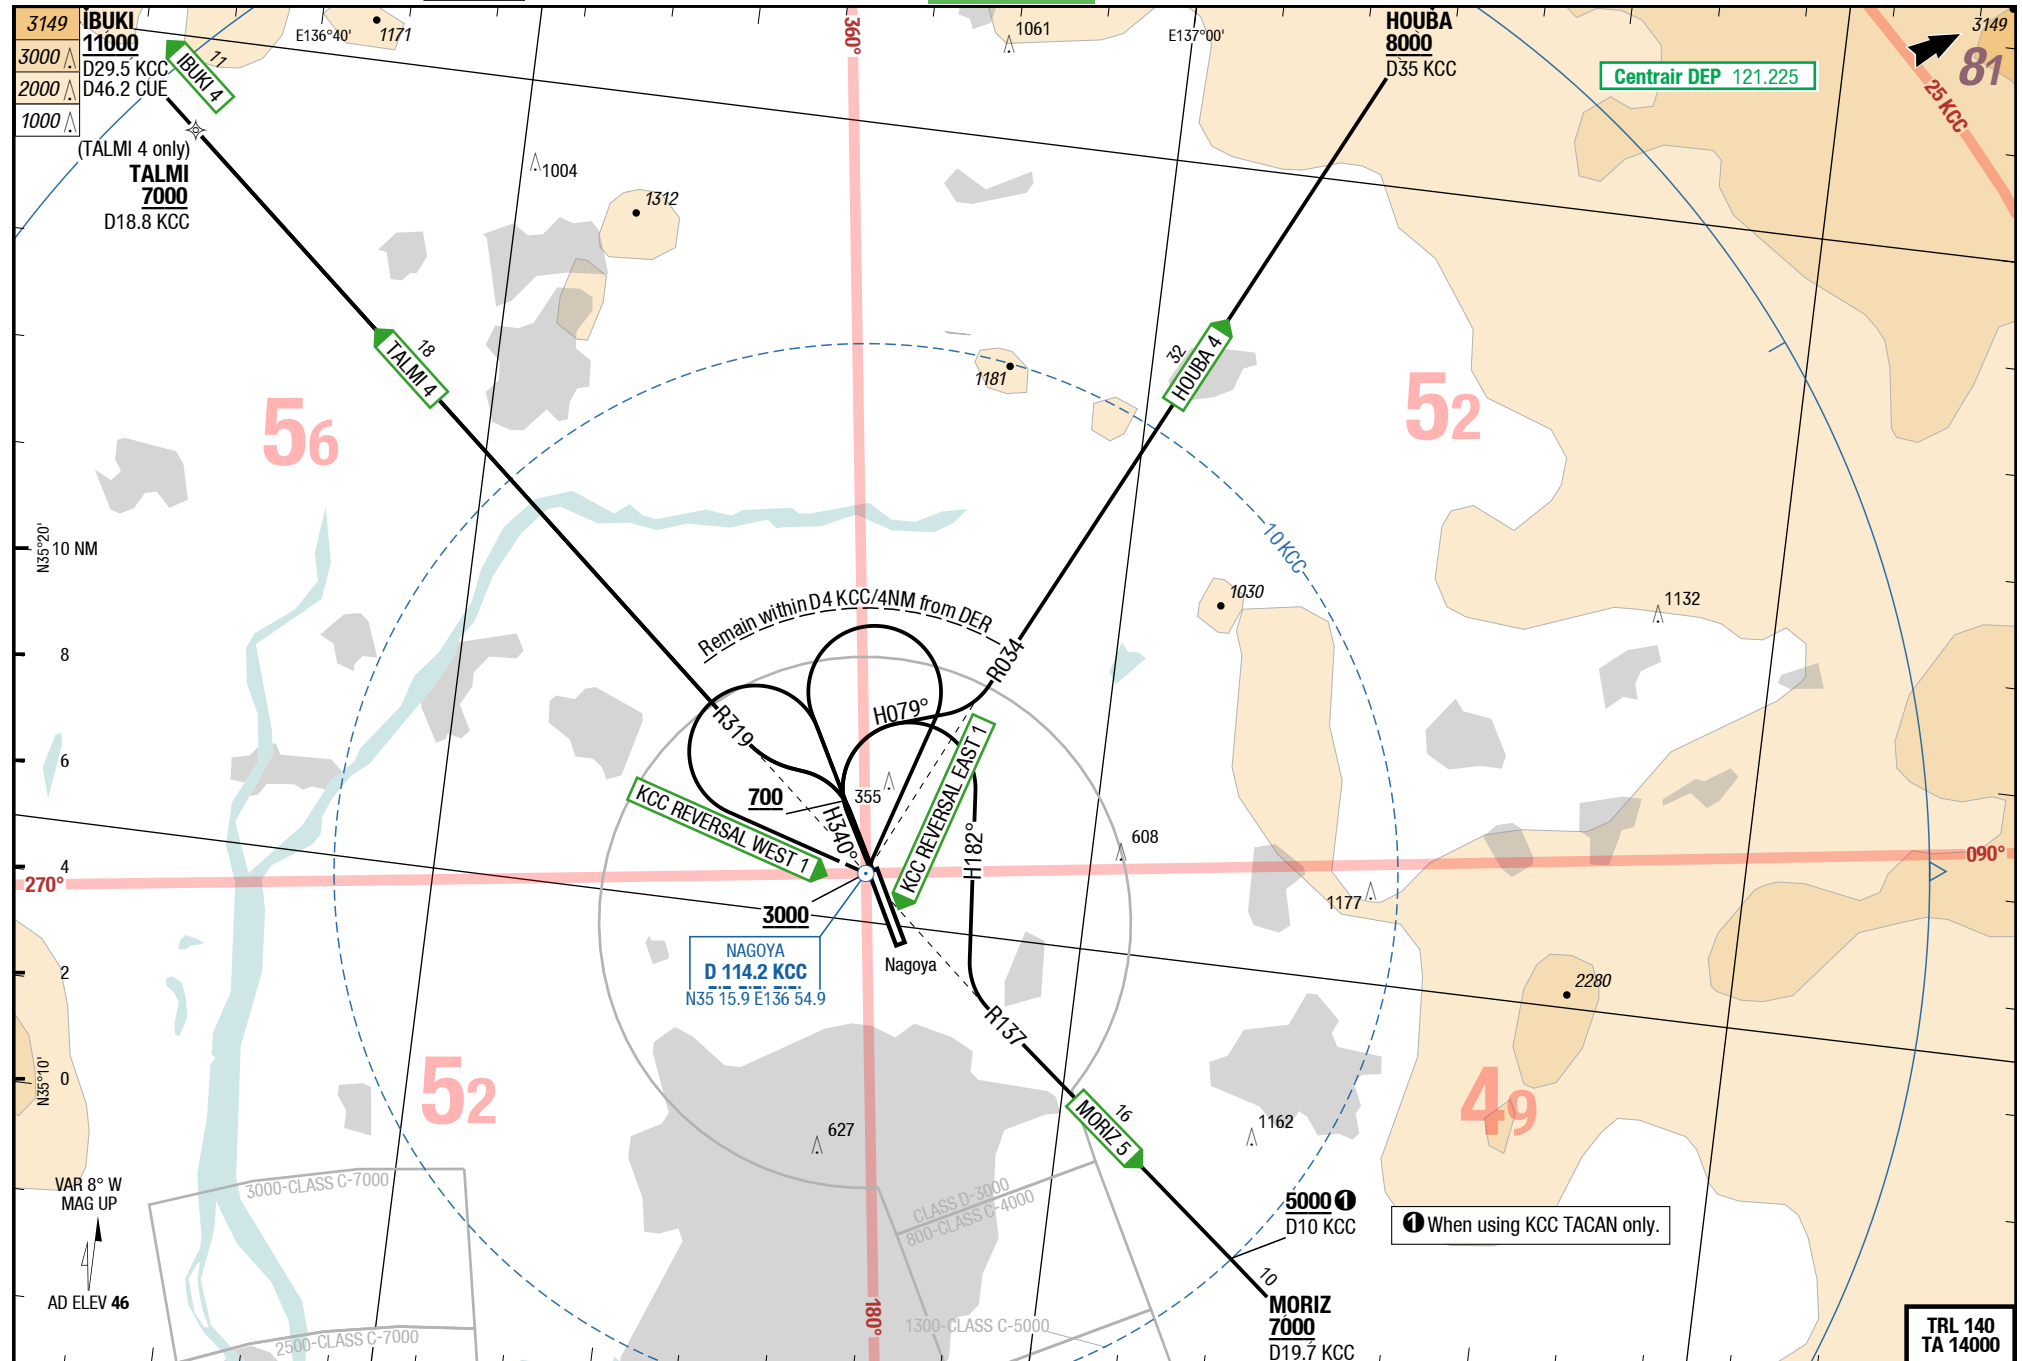 3149
3000
2000
1000
IBUKI
11000
D29.5 KCC
D46.2 CUE
11
IBUKI 4
(TALMI 4 only)
TALMI
7000
D18.8 KCC
E136°40'
1171
360°
1061
E137°00'
HOUBA
8000
D35 KCC
Centrair DEP 121.225
3149
81
25 KCC
1004
1312
18
TALMI 4
56
1181
32
HOUBA 4
52
N35°20'
10 NM
10 KCC
Remain within D4 KCC/4NM from DER
1030
1132
8
R034
R319
H079°
6
KCC REVERSAL WEST 1
700
355
H340°
KCC REVERSAL EAST 1
H182°
608
4
270°
090°
3000
1177
NAGOYA
D 114.2 KCC
N35 15.9 E136 54.9
Nagoya
2
2280
R137
N35°10'
0
52
49
627
16
MORIZ 5
1162
VAR 8° W
MAG UP
3000-CLASS C-7000
CLASS D-3000
800-CLASS C-4000
5000 1
D10 KCC
1 When using KCC TACAN only.
AD ELEV 46
10
MORIZ
7000
D19.7 KCC
180°
2500-CLASS C-7000
1300-CLASS C-5000
TRL 140
TA 14000